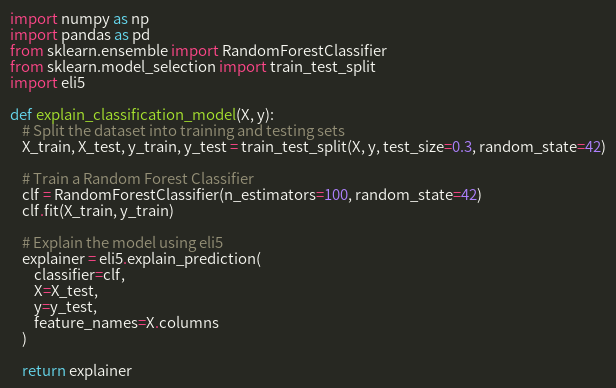 import numpy as np
import pandas as pd
from sklearn.ensemble import RandomForestClassifier
from sklearn.model_selection import train_test_split
import eli5

def explain_classification_model(X, y):
    # Split the dataset into training and testing sets
    X_train, X_test, y_train, y_test = train_test_split(X, y, test_size=0.3, random_state=42)

    # Train a Random Forest Classifier
    clf = RandomForestClassifier(n_estimators=100, random_state=42)
    clf.fit(X_train, y_train)

    # Explain the model using eli5
    explainer = eli5.explain_prediction(
        classifier=clf,
        X=X_test,
        y=y_test,
        feature_names=X.columns
    )

    return explainer